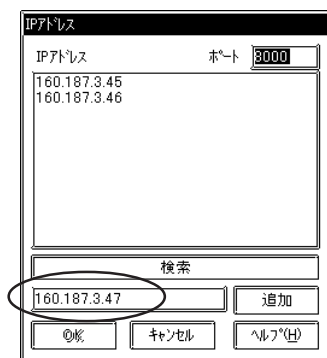 IPｱﾄﾞﾚｽ
IPｱﾄﾞﾚｽ ﾎﾟｰﾄ 8000
160.187.3.45
160.187.3.46
検索
160.187.3.47 追加
OK ｷｬﾝｾﾙ ﾍﾙﾌﾟ(H)